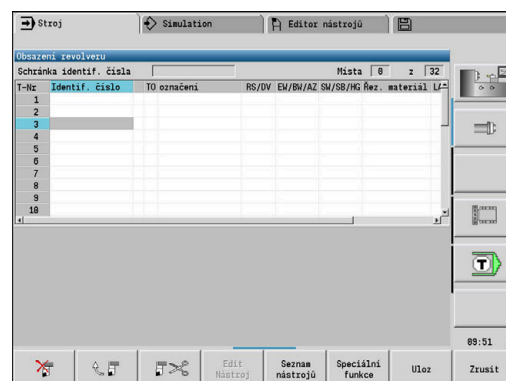 Stroj Simulation Editor nástrojů
Obsazení revolveru
Schránka identif. čísla Místa 0 z 32
T-Nr Identif. číslo TO označení RS/DV EW/BW/AZ SW/SB/HG Řez. materiál
1
2
3
4
5
6
7
8
9
10
T
09:51
Edit Nástroj Seznam nástrojů Speciální funkce Uloz Zrusit